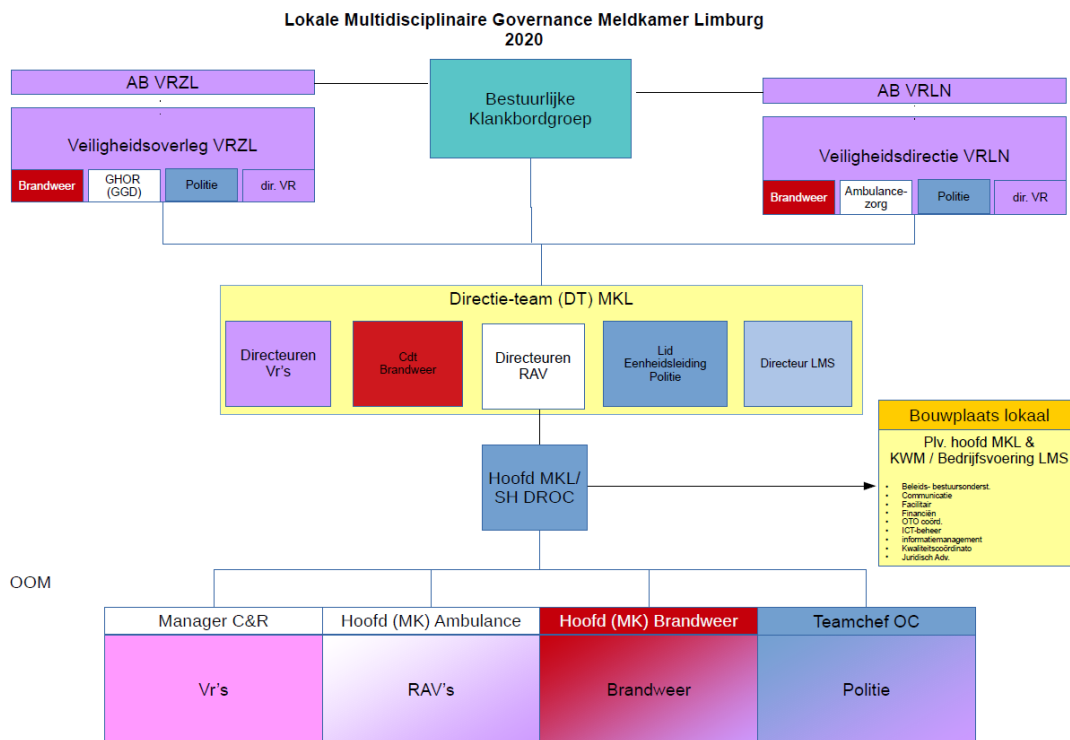 Lokale Multidisciplinaire Governance Meldkamer Limburg
2020
AB VRZL
Veiligheidsoverleg VRZL
Brandweer
GHOR
(GGD)
Politie
dir. VR
Bestuurlijke
Klankbordgroep
AB VRLN
Veiligheidsdirectie VRLN
Brandweer
Ambulance-
zorg
Politie
dir. VR
Directie-team (DT) MKL
Directeuren
Vr's
Cdt
Brandweer
Directeuren
RAV
Lid
Eenheidsleiding
Politie
Directeur LMS
Hoofd MKL/
SH DROC
Bouwplaats lokaal
Plv. hoofd MKL &
KWM / Bedrijfsvoering LMS
• Beleids- bestuursonderst.
• Communicatie
• Facilitair
• Financiën
• OTO coörd.
• ICT-beheer
• informatiemanagement
• Kwaliteitscoördinato
• Juridisch Adv.
OOM
Manager C&R
Vr's
Hoofd (MK) Ambulance
RAV's
Hoofd (MK) Brandweer
Brandweer
Teamchef OC
Politie